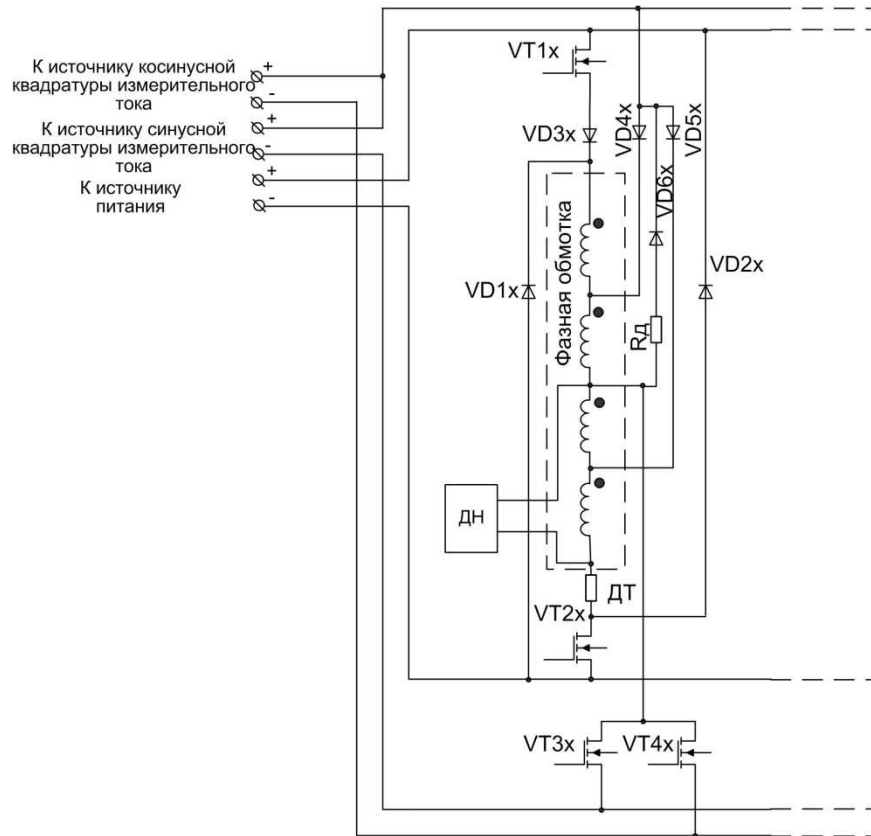 К источнику косинусной
квадратуры измерительного
тока
+
-
К источнику синусной
квадратуры измерительного
тока
+
-
К источнику
питания
+
-
VT1x
VD3x
VD4x
VD5x
VD6x
VD1x
Фазная обмотка
Rд
VD2x
ДН
ДТ
VT2x
VT3x
VT4x